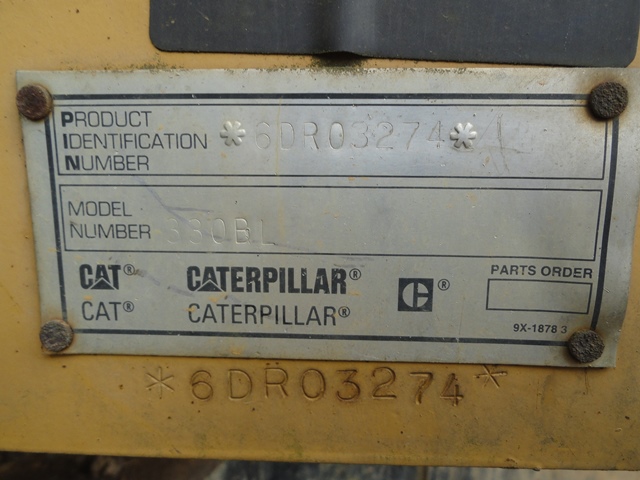 PRODUCT
IDENTIFICATION *6DR03274*
NUMBER
MODEL
NUMBER 330BL
CAT® CATERPILLAR® C® PARTS ORDER
CAT® CATERPILLAR®
9X-1878 3
*6DR03274*